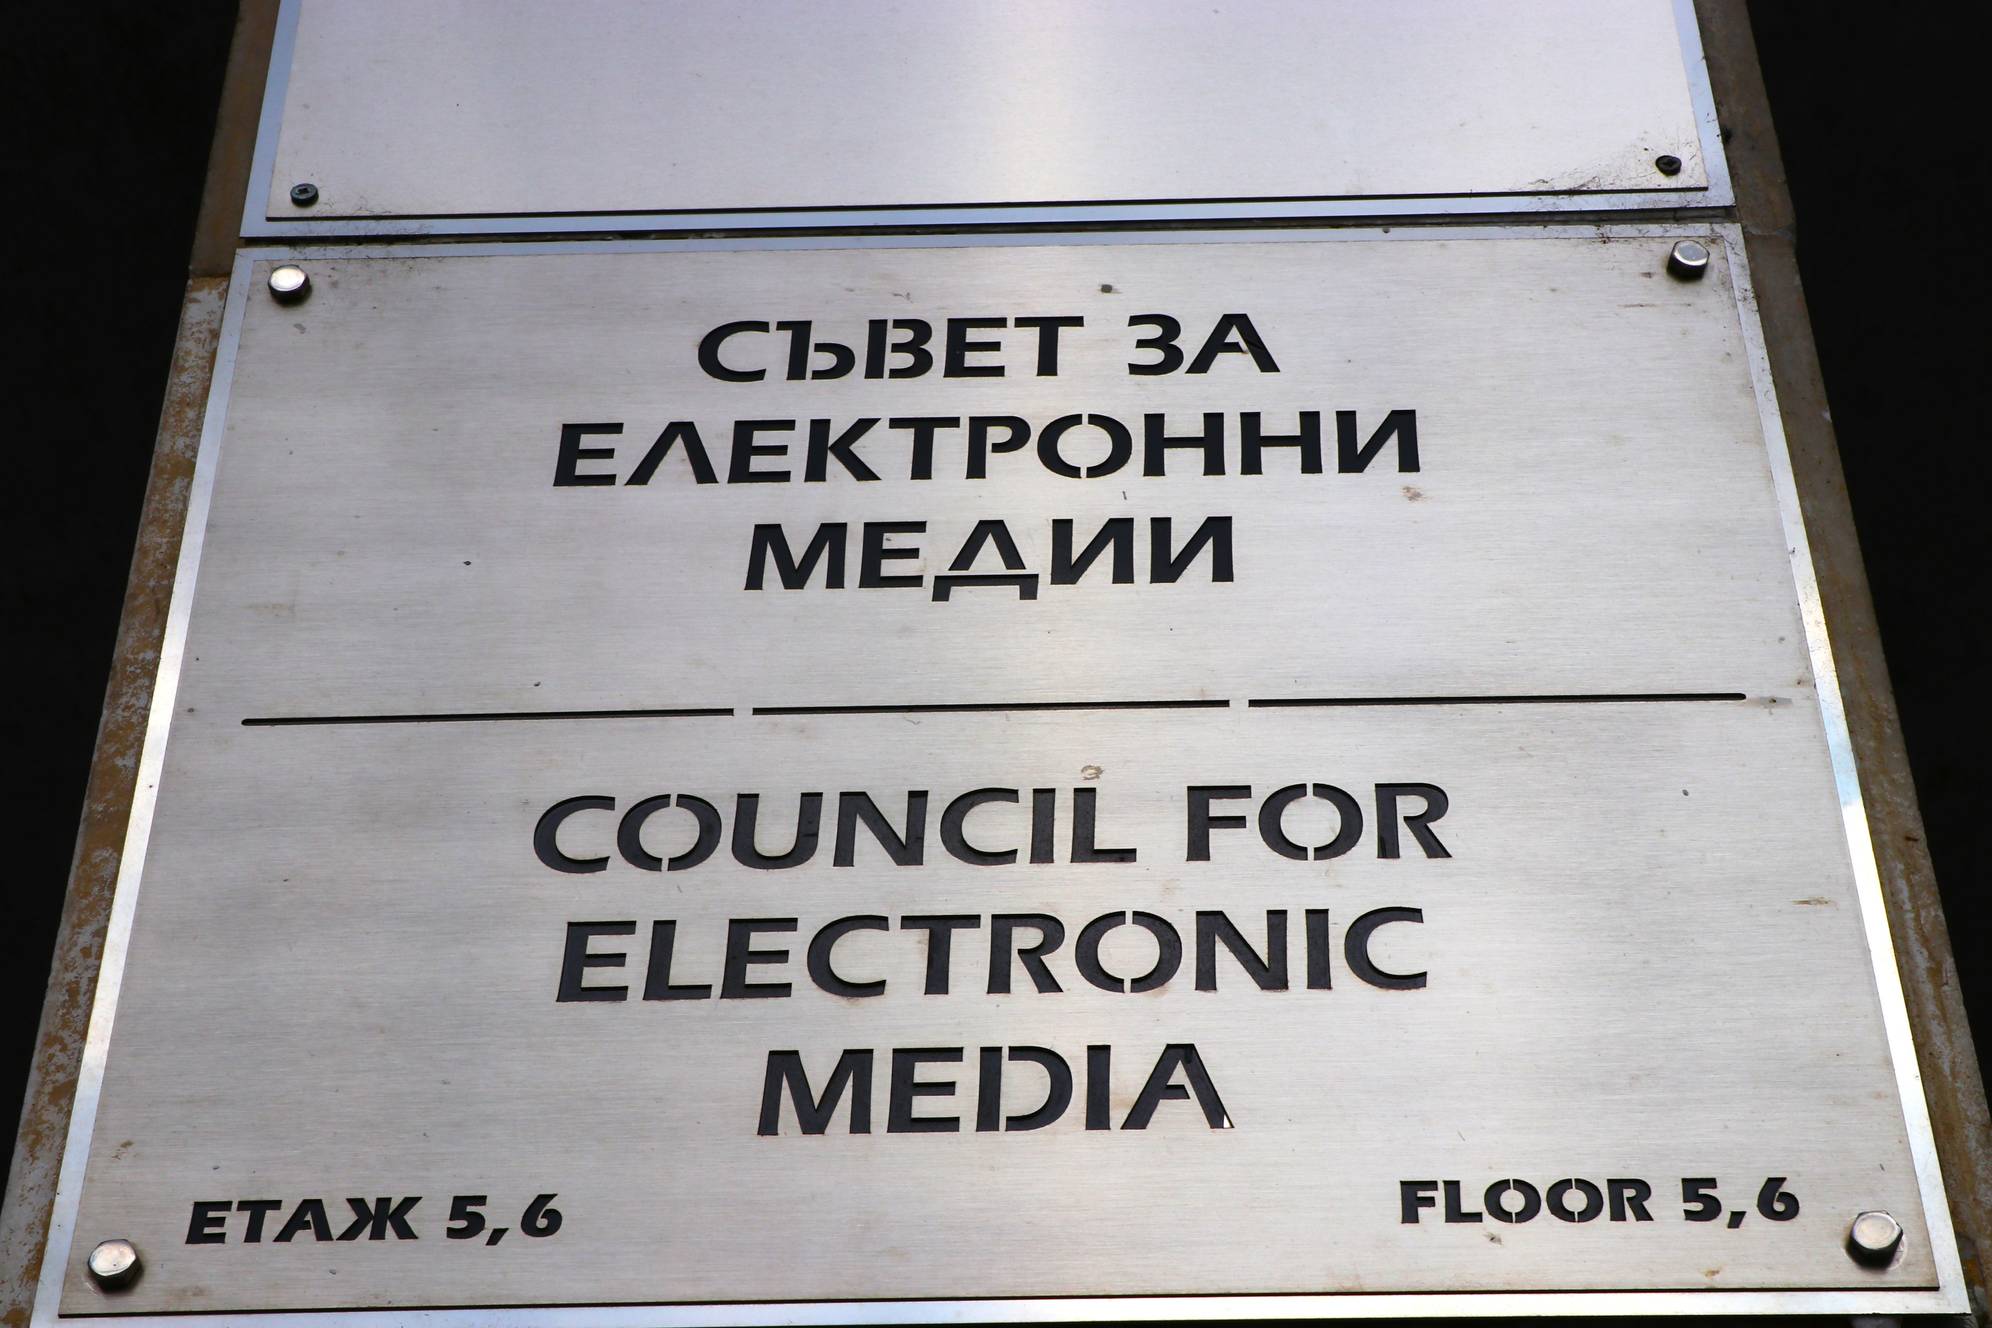 СЪВЕТ ЗА
ЕЛЕКТРОННИ
МЕДИИ
COUNCIL FOR
ELECTRONIC
MEDIA
ЕТАЖ 5,6
FLOOR 5,6